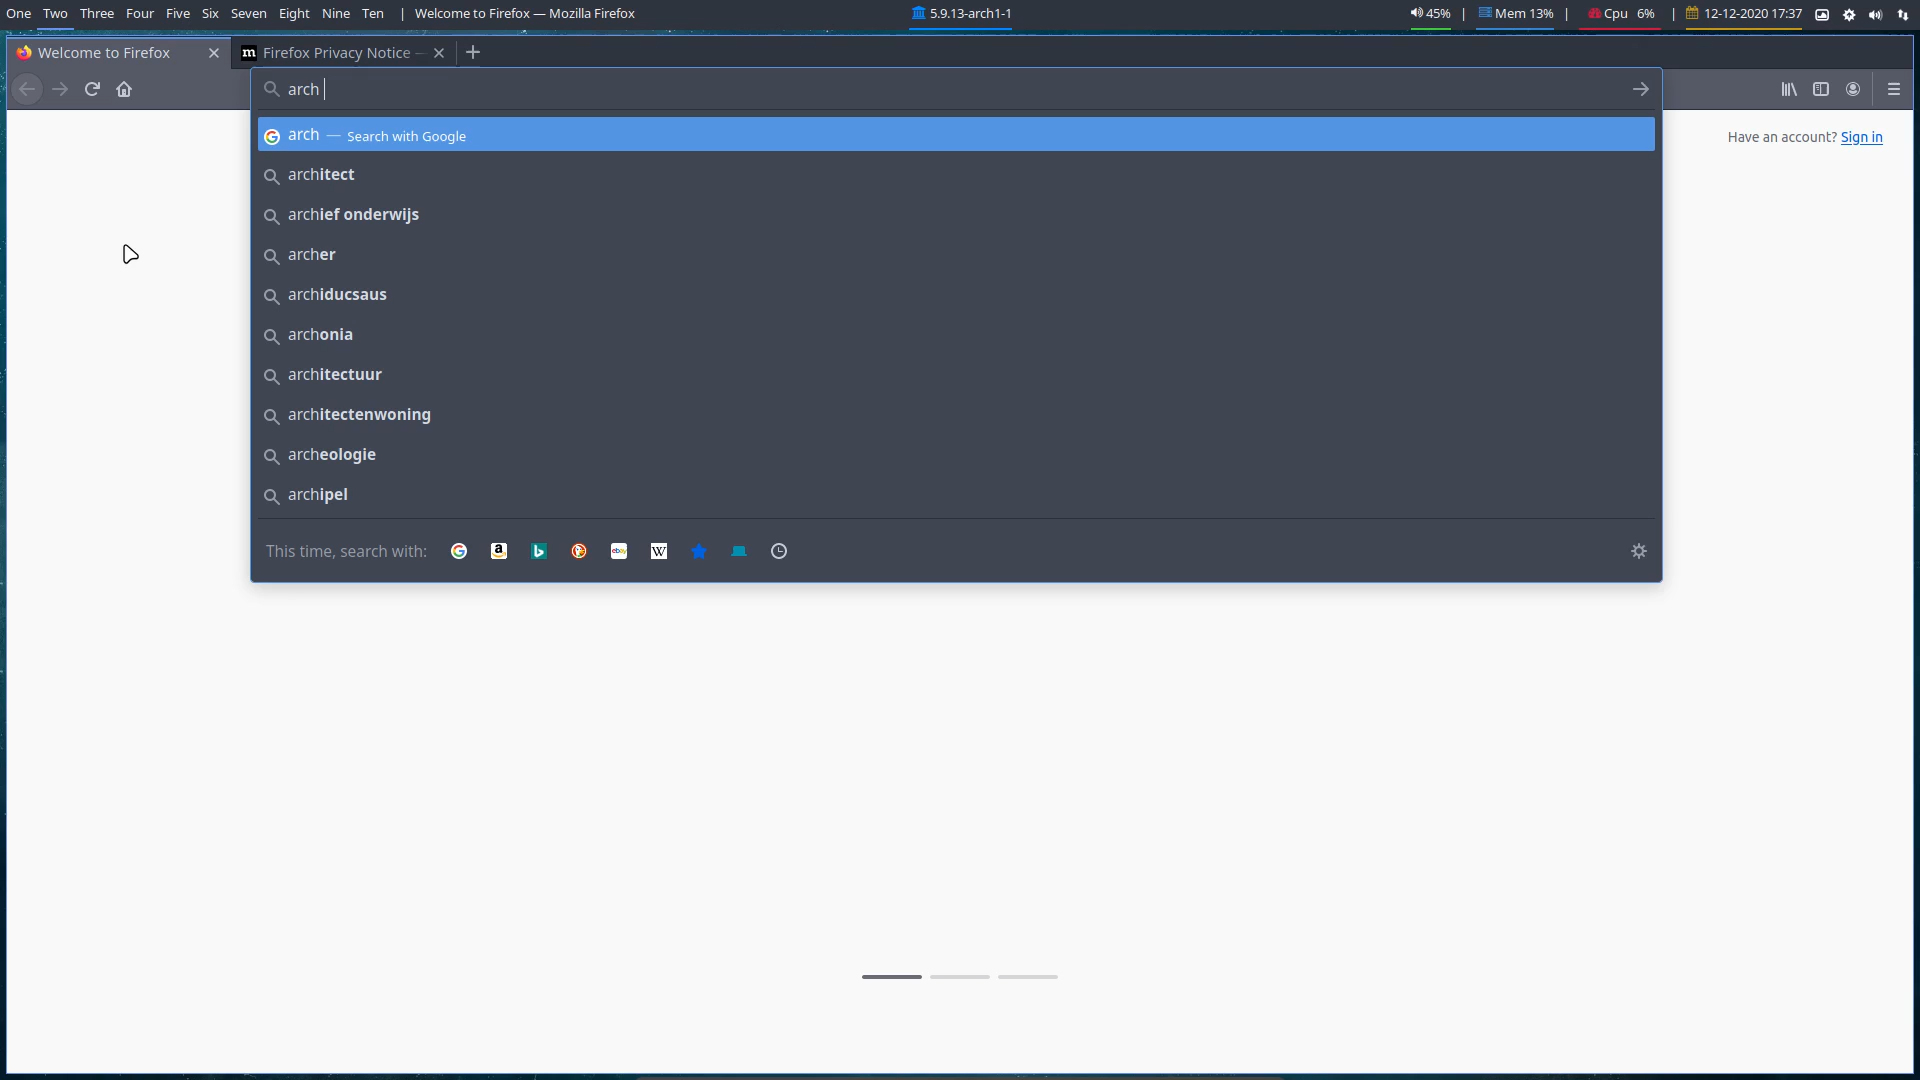 One Two Three Four Five Six Seven Eight Nine Ten | Welcome to Firefox — Mozilla Firefox 5.9.13-arch1-1 45% | Mem 13% | Cpu 6% | 12-12-2020 17:37
Welcome to Firefox m Firefox Privacy Notice —
arch
arch — Search with Google
Have an account? Sign in
architect
archief onderwijs
archer
archiducsaus
archonia
architectuur
architectenwoning
archeologie
archipel
This time, search with: G a b ebay W